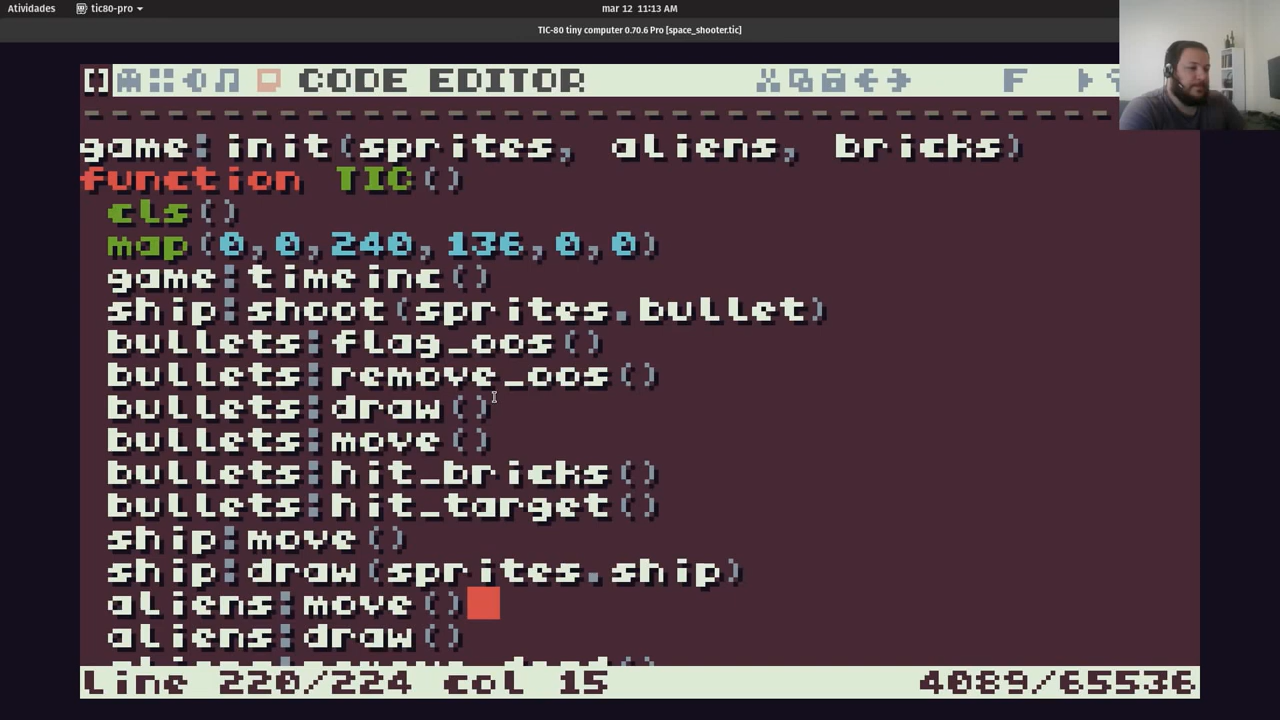 Atividades
tic80-pro
mar 12 11:13 AM
TIC-80 tiny computer 0.70.6 Pro [space_shooter.tic]
CODE EDITOR
F
game:init(sprites, aliens, bricks)
function TIC()
cls()
map(0,0,240,136,0,0)
game:timeinc()
ship:shoot(sprites.bullet)
bullets:flag_oos()
bullets:remove_oos()
bullets:draw()
bullets:move()
bullets:hit_bricks()
bullets:hit_target()
ship:move()
ship:draw(sprites.ship)
aliens:move()
aliens:draw()
line 220/224 col 15
4089/65536